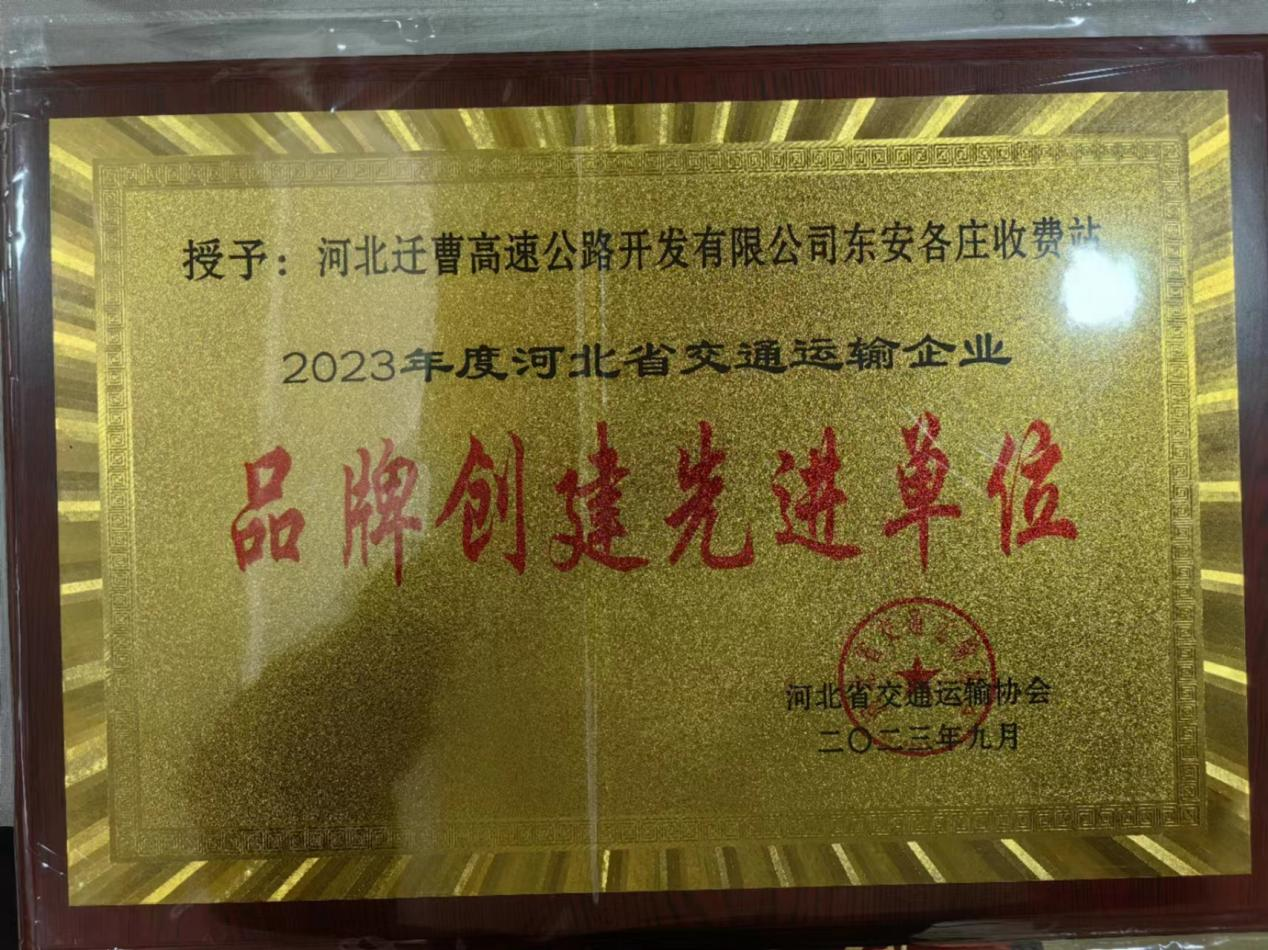 授予：河北迁曹高速公路开发有限公司东安各庄收费站
2023年度河北省交通运输企业
品牌创建先进单位
河北省交通运输协会
二〇二三年九月